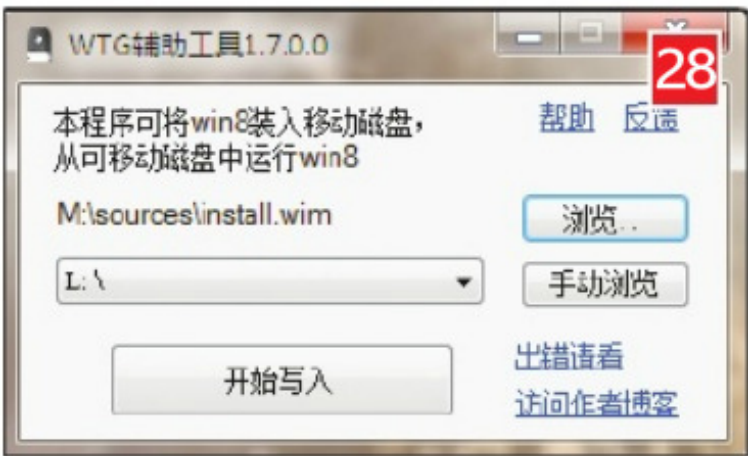 WTG辅助工具1.7.0.0
28
本程序可将win8装入移动磁盘，
从可移动磁盘中运行win8
帮助 反馈
M:\sources\install.wim
浏览..
L:\
手动浏览
开始写入
出错请看
访问作者博客